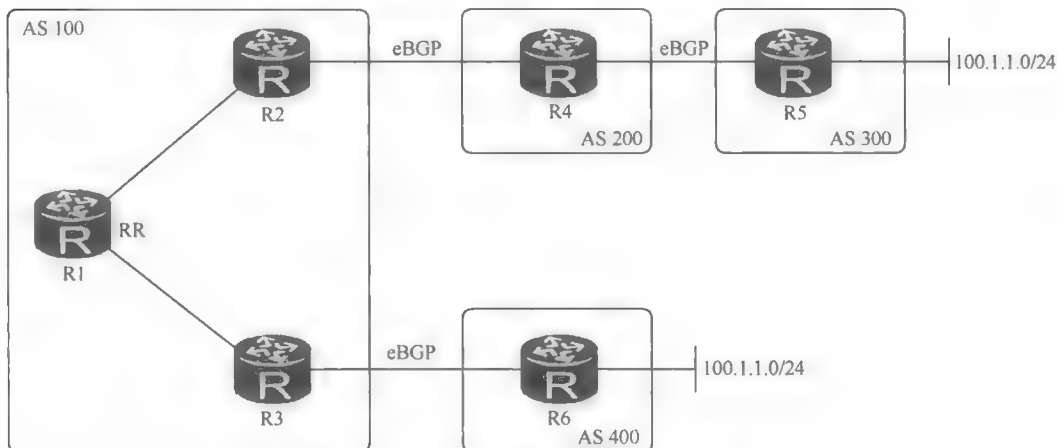 AS 100
R
R2
eBGP
R
R4
AS 200
eBGP
R
R5
AS 300
100.1.1.0/24
R
R1
RR
R
R3
eBGP
R
R6
AS 400
100.1.1.0/24